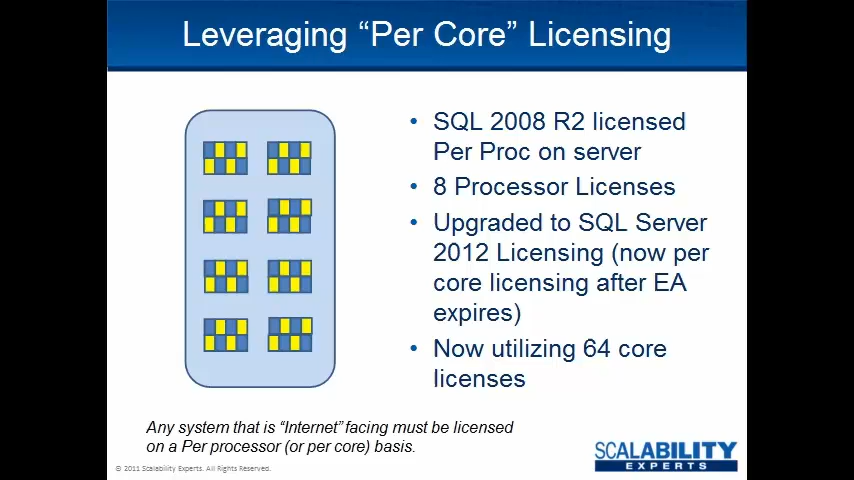 Leveraging “Per Core” Licensing
• SQL 2008 R2 licensed
Per Proc on server
• 8 Processor Licenses
• Upgraded to SQL Server
2012 Licensing (now per
core licensing after EA
expires)
• Now utilizing 64 core
licenses
Any system that is “Internet” facing must be licensed
on a Per processor (or per core) basis.
© 2011 Scalability Experts. All Rights Reserved.
SCALABILITY
EXPERTS